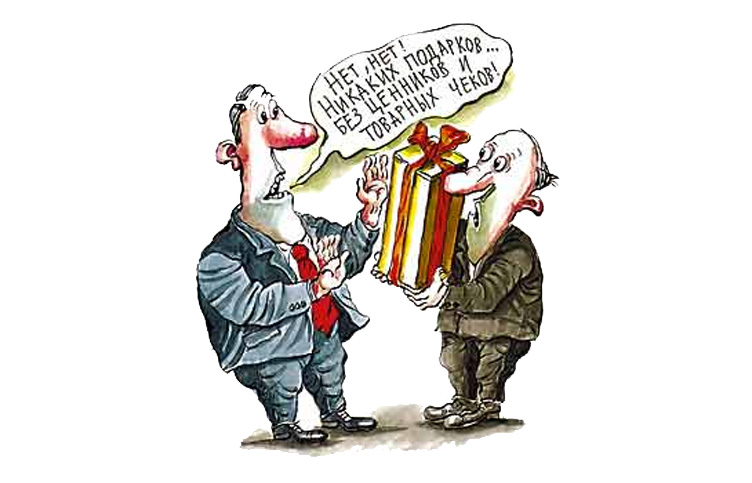 НЕТ, НЕТ!
НИКАКИХ ПОДАРКОВ...
БЕЗ ЦЕННИКОВ И
ТОВАРНЫХ ЧЕКОВ!